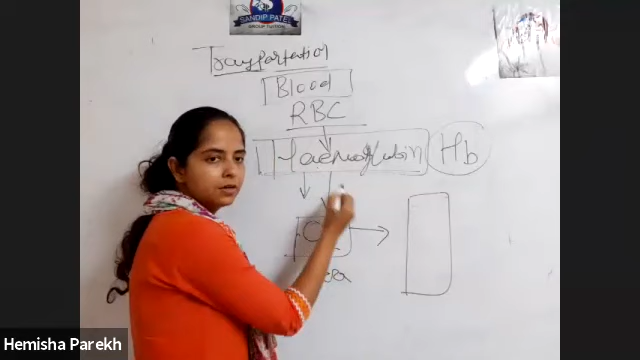 SANDIP PATEL
Transportation
Blood
RBC
Haemoglobin Hb
Hemisha Parekh